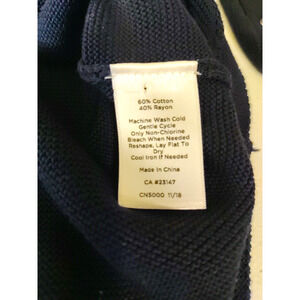 60% Cotton
40% Rayon
Machine Wash Cold
Gentle Cycle
Only Non-Chlorine
Bleach When Needed
Reshape, Lay Flat To
Dry
Cool Iron If Needed
Made In China
CA #23147
CN5000 11/18